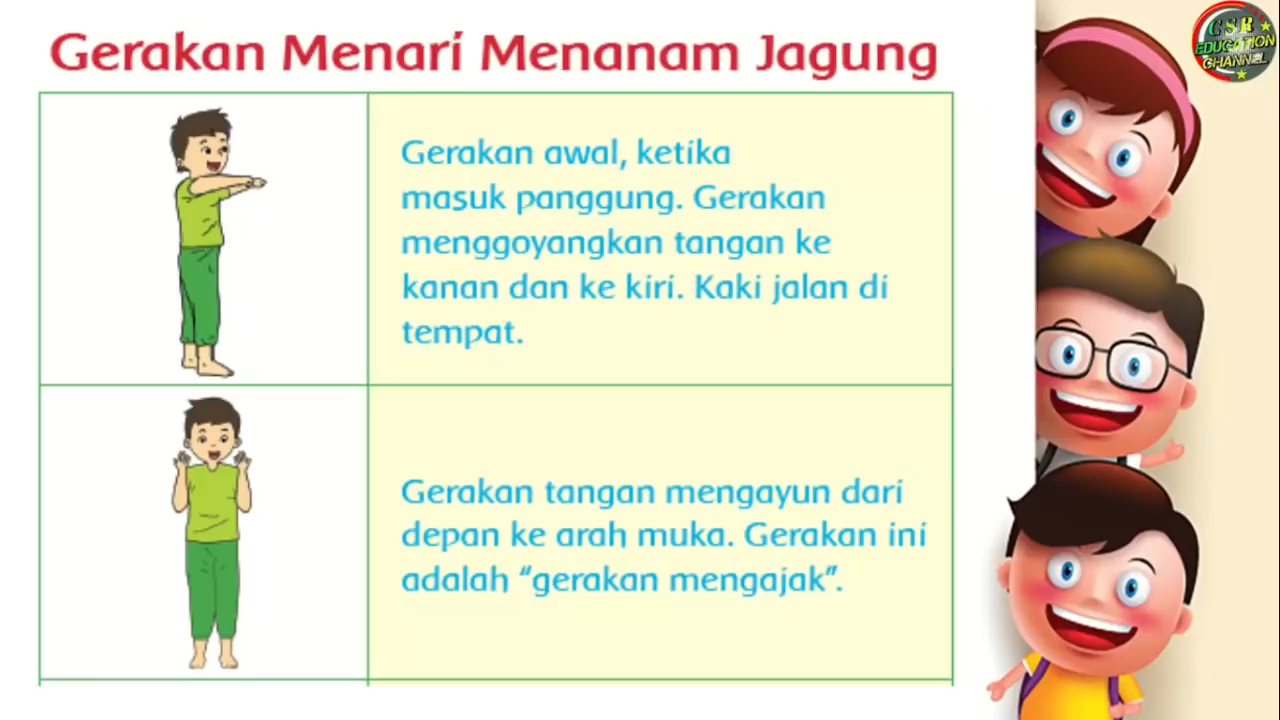 Gerakan Menari Menanam Jagung
Gerakan awal, ketika
masuk panggung. Gerakan
menggoyangkan tangan ke
kanan dan ke kiri. Kaki jalan di
tempat.
Gerakan tangan mengayun dari
depan ke arah muka. Gerakan ini
adalah “gerakan mengajak”.
CSR
EDUCATION
CHANNEL